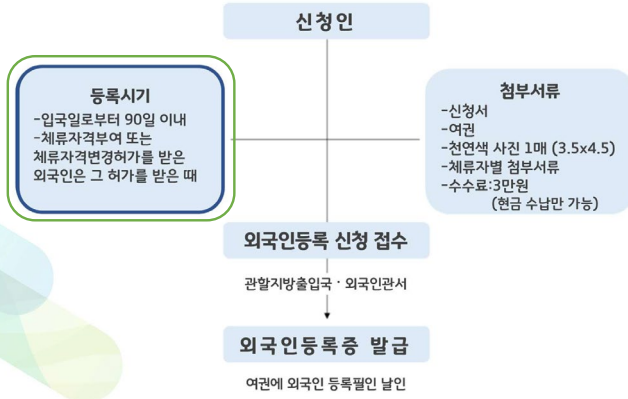 신청인
등록시기
-입국일로부터 90일 이내
-체류자격부여 또는
체류자격변경허가를 받은
외국인은 그 허가를 받은 때
첨부서류
-신청서
-여권
-천연색 사진 1매 (3.5x4.5)
-체류자별 첨부서류
-수수료:3만원
(현금 수납만 가능)
외국인등록 신청 접수
관할지방출입국 · 외국인관서
외국인등록증 발급
여권에 외국인 등록필인 날인